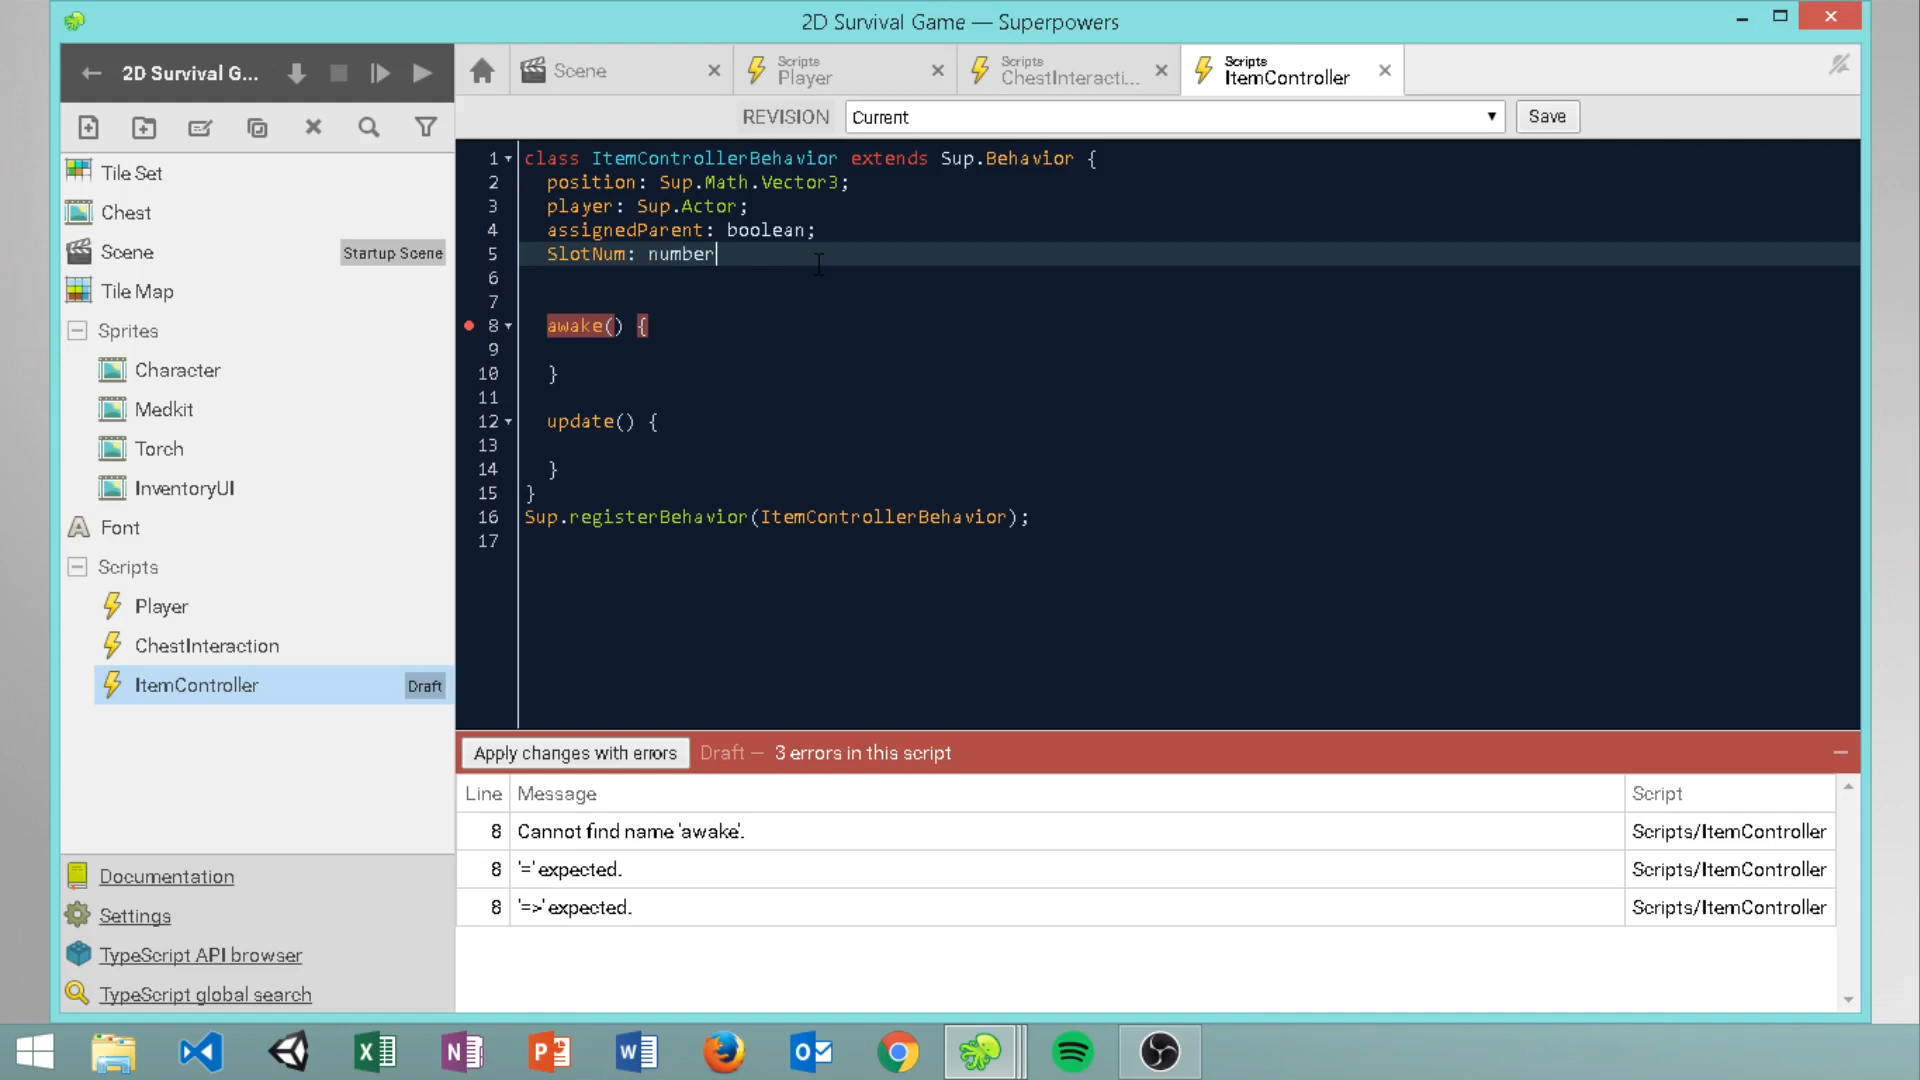 2D Survival Game — Superpowers
2D Survival G...
Scene
Scripts
Player
Scripts
ChestInteracti...
Scripts
ItemController
REVISION
Current
Save
Tile Set
Chest
Scene
Startup Scene
Tile Map
Sprites
Character
Medkit
Torch
InventoryUI
Font
Scripts
Player
ChestInteraction
ItemController
Draft
Documentation
Settings
TypeScript API browser
TypeScript global search
1 class ItemControllerBehavior extends Sup.Behavior {
2 position: Sup.Math.Vector3;
3 player: Sup.Actor;
4 assignedParent: boolean;
5 SlotNum: number
6
7
8 awake() {
9
10 }
11
12 update() {
13
14 }
15 }
16 Sup.registerBehavior(ItemControllerBehavior);
17
Apply changes with errors Draft — 3 errors in this script
Line Message Script
8 Cannot find name 'awake'. Scripts/ItemController
8 '=' expected. Scripts/ItemController
8 '=>' expected. Scripts/ItemController